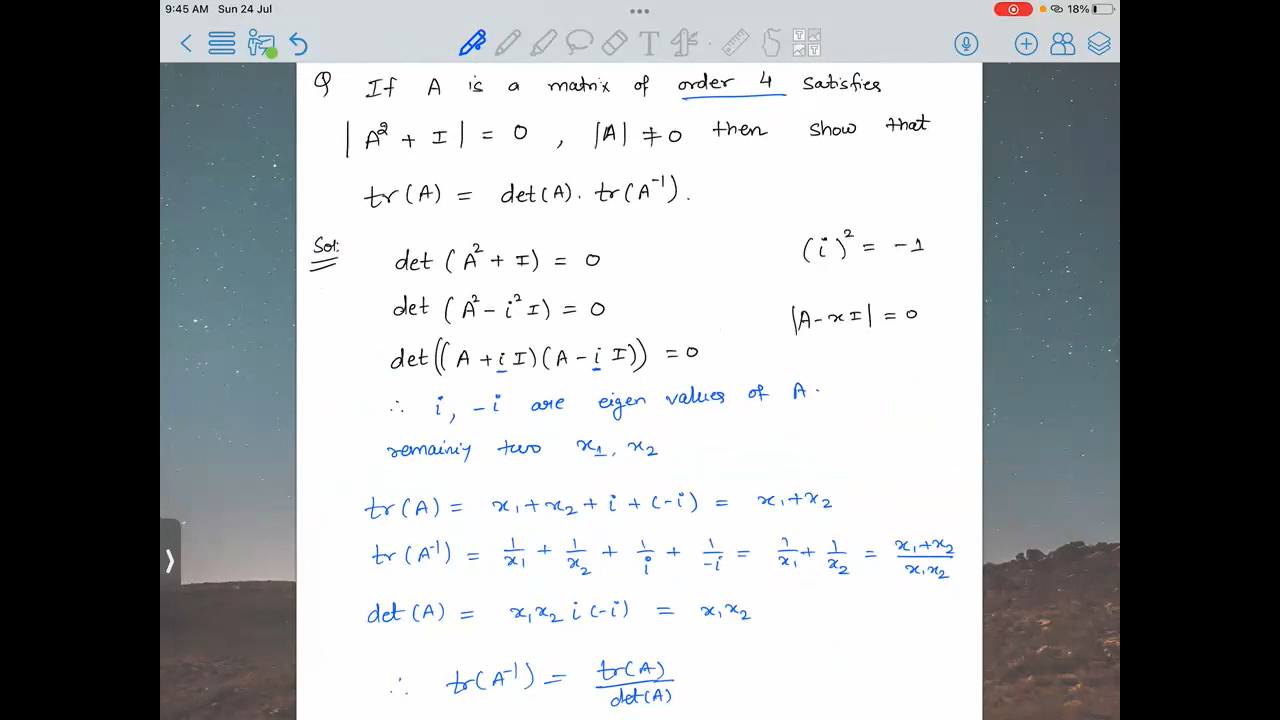 9:45 AM Sun 24 Jul
18%
Q If A is a matrix of order 4 satisfies
|A² + I| = 0 , |A| ≠ 0 then show that
tr(A) = det(A). tr(A⁻¹).
Sol:
det (A² + I) = 0
(i)² = -1
det (A² - i² I) = 0
|A - xI| = 0
det((A + i I)(A - i I)) = 0
∴ i, -i are eigen values of A.
remaining two x₁, x₂
tr(A) = x₁ + x₂ + i + (-i) = x₁ + x₂
tr(A⁻¹) = 1/x₁ + 1/x₂ + 1/i + 1/-i = 1/x₁ + 1/x₂ = x₁+x₂/x₁x₂
det(A) = x₁x₂ i (-i) = x₁x₂
∴ tr(A⁻¹) = tr(A)/det(A)